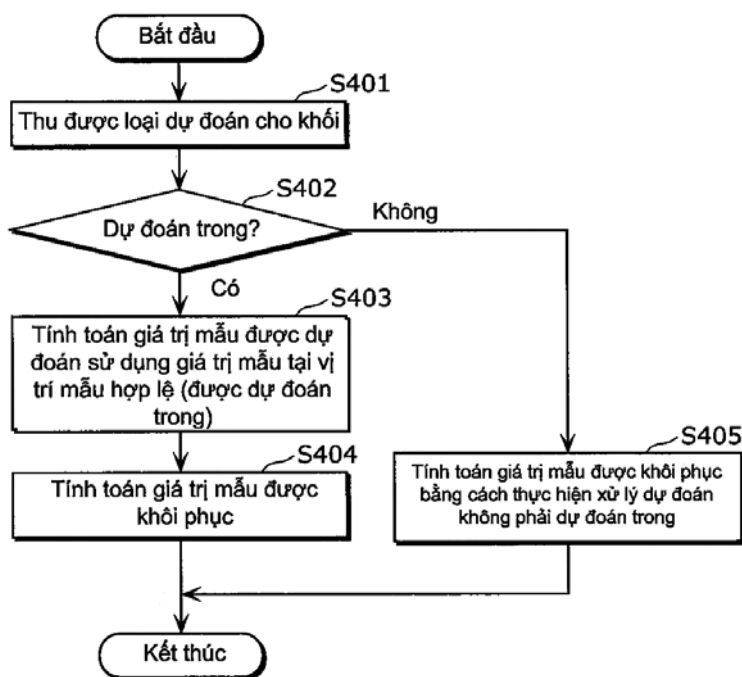 Bắt đầu
S401
Thu được loại dự đoán cho khối
S402
Dự đoán trong?
Không
Có
S403
Tính toán giá trị mẫu được dự
đoán sử dụng giá trị mẫu tại vị
trí mẫu hợp lệ (được dự đoán
trong)
S404
Tính toán giá trị mẫu được
khôi phục
S405
Tính toán giá trị mẫu được khôi phục
bằng cách thực hiện xử lý dự đoán
không phải dự đoán trong
Kết thúc